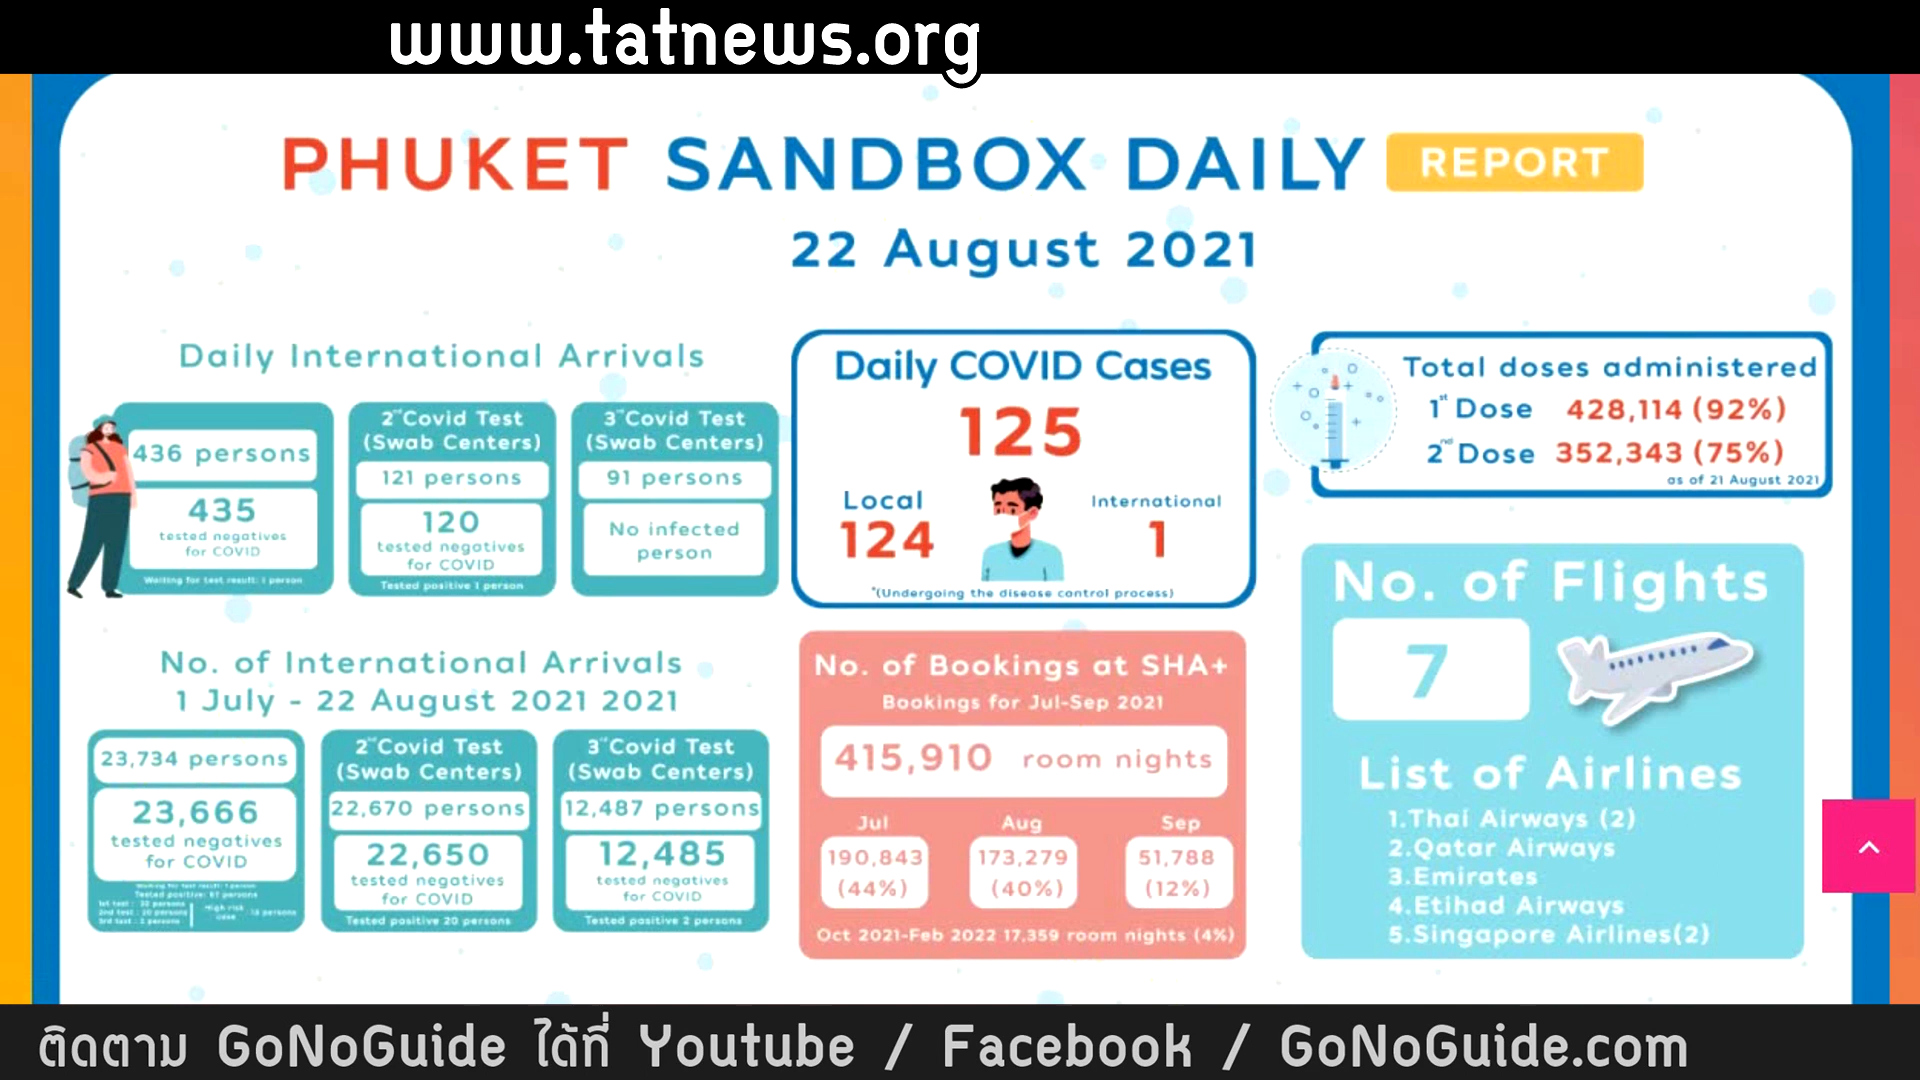 www.tatnews.org
PHUKET SANDBOX DAILY REPORT
22 August 2021
Daily International Arrivals
436 persons
435
tested negatives
for COVID
Waiting for test result: 1 person
2nd Covid Test
(Swab Centers)
121 persons
120
tested negatives
for COVID
Tested positive 1 person
3rd Covid Test
(Swab Centers)
91 persons
No infected
person
No. of International Arrivals
1 July - 22 August 2021 2021
23,734 persons
23,666
tested negatives
for COVID
Waiting for test result: 1 person
2nd Covid Test
(Swab Centers)
22,670 persons
22,650
tested negatives
for COVID
Tested positive 20 persons
3rd Covid Test
(Swab Centers)
12,487 persons
12,485
tested negatives
for COVID
Tested positive 2 persons
Daily COVID Cases
125
Local
124
International
1
*(Undergoing the disease control process)
No. of Bookings at SHA+
Bookings for Jul-Sep 2021
415,910 room nights
Jul
190,843
(44%)
Aug
173,279
(40%)
Sep
51,788
(12%)
Oct 2021-Feb 2022 17,359 room nights (4%)
Total doses administered
1st Dose 428,114 (92%)
2nd Dose 352,343 (75%)
as of 21 August 2021
No. of Flights
7
List of Airlines
1.Thai Airways (2)
2.Qatar Airways
3.Emirates
4.Etihad Airways
5.Singapore Airlines(2)
ติดตาม GoNoGuide ได้ที่ Youtube / Facebook / GoNoGuide.com